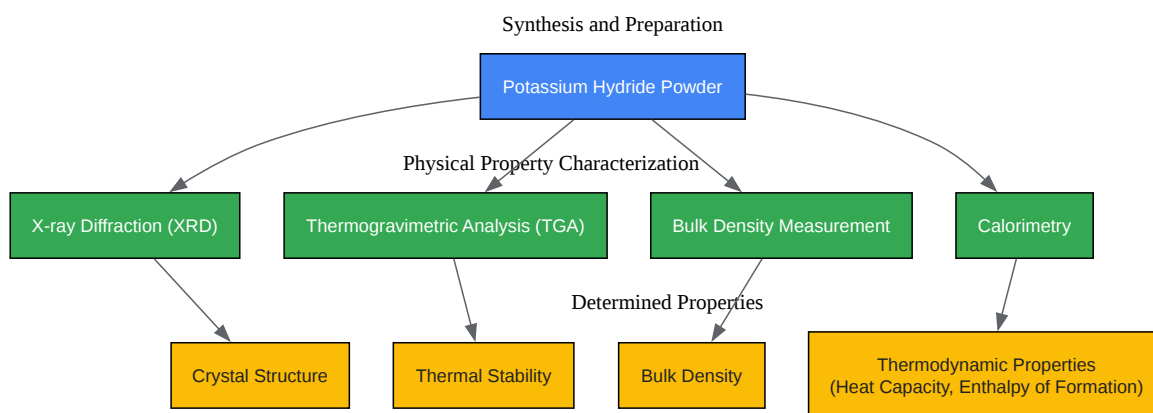 Synthesis and Preparation
Potassium Hydride Powder
Physical Property Characterization
X-ray Diffraction (XRD)
Thermogravimetric Analysis (TGA)
Bulk Density Measurement
Calorimetry
Determined Properties
Crystal Structure
Thermal Stability
Bulk Density
Thermodynamic Properties
(Heat Capacity, Enthalpy of Formation)